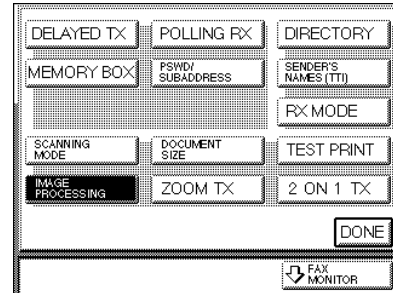 DELAYED TX POLLING RX DIRECTORY
MEMORY BOX PSWD/
SUBADDRESS SENDER'S
NAMES (TTI)
RX MODE
SCANNING
MODE DOCUMENT
SIZE TEST PRINT
IMAGE
PROCESSING ZOOM TX 2 ON 1 TX
DONE
FAX
MONITOR